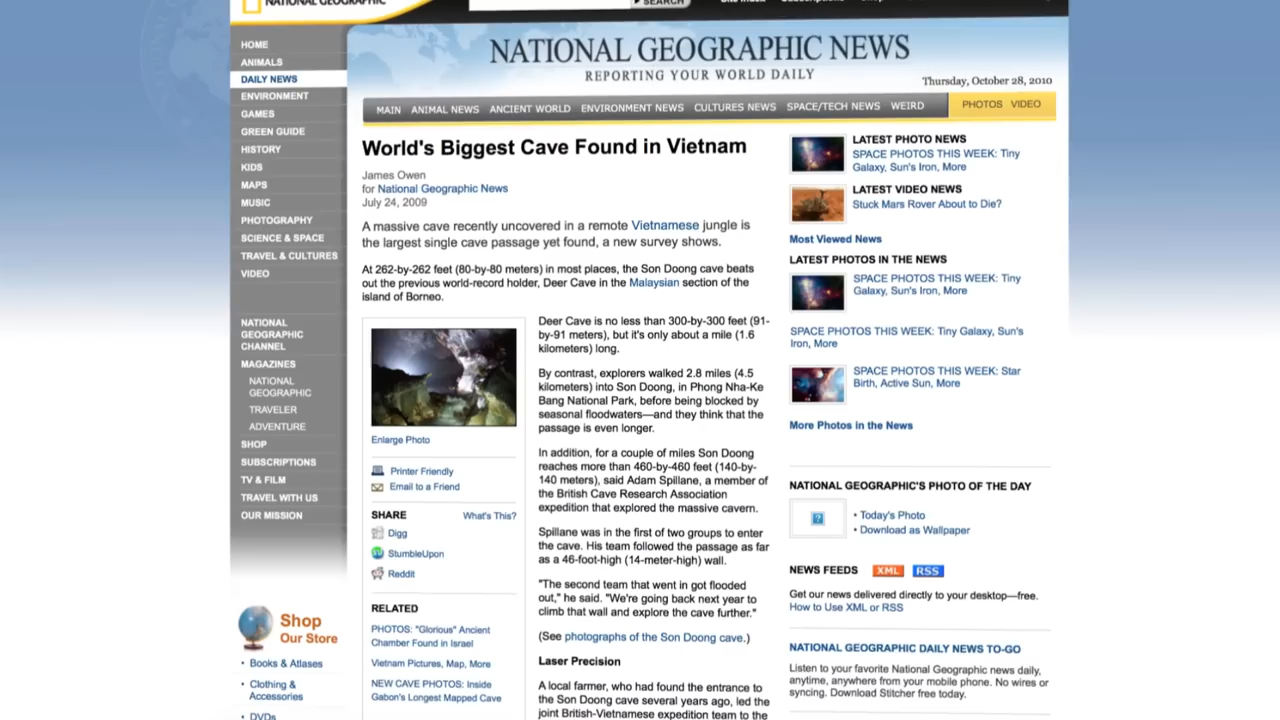 NATIONAL GEOGRAPHIC
SEARCH
HOME
ANIMALS
DAILY NEWS
ENVIRONMENT
GAMES
GREEN GUIDE
HISTORY
KIDS
MAPS
MUSIC
PHOTOGRAPHY
SCIENCE & SPACE
TRAVEL & CULTURES
VIDEO
NATIONAL
GEOGRAPHIC
CHANNEL
MAGAZINES
NATIONAL
GEOGRAPHIC
TRAVELER
ADVENTURE
SHOP
SUBSCRIPTIONS
TV & FILM
TRAVEL WITH US
OUR MISSION
Shop
Our Store
• Books & Atlases
• Clothing &
Accessories
• DVDs
NATIONAL GEOGRAPHIC NEWS
REPORTING YOUR WORLD DAILY
Thursday, October 28, 2010
MAIN ANIMAL NEWS ANCIENT WORLD ENVIRONMENT NEWS CULTURES NEWS SPACE/TECH NEWS WEIRD PHOTOS VIDEO
World's Biggest Cave Found in Vietnam
James Owen
for National Geographic News
July 24, 2009
A massive cave recently uncovered in a remote Vietnamese jungle is
the largest single cave passage yet found, a new survey shows.
At 262-by-262 feet (80-by-80 meters) in most places, the Son Doong cave beats
out the previous world-record holder, Deer Cave in the Malaysian section of the
island of Borneo.
Enlarge Photo
Printer Friendly
Email to a Friend
SHARE What's This?
Digg
StumbleUpon
Reddit
RELATED
PHOTOS: "Glorious" Ancient
Chamber Found in Israel
Vietnam Pictures, Map, More
NEW CAVE PHOTOS: Inside
Gabon's Longest Mapped Cave
Deer Cave is no less than 300-by-300 feet (91-
by-91 meters), but it's only about a mile (1.6
kilometers) long.
By contrast, explorers walked 2.8 miles (4.5
kilometers) into Son Doong, in Phong Nha-Ke
Bang National Park, before being blocked by
seasonal floodwaters—and they think that the
passage is even longer.
In addition, for a couple of miles Son Doong
reaches more than 460-by-460 feet (140-by-
140 meters), said Adam Spillane, a member of
the British Cave Research Association
expedition that explored the massive cavern.
Spillane was in the first of two groups to enter
the cave. His team followed the passage as far
as a 46-foot-high (14-meter-high) wall.
"The second team that went in got flooded
out," he said. "We're going back next year to
climb that wall and explore the cave further."
(See photographs of the Son Doong cave.)
Laser Precision
A local farmer, who had found the entrance to
the Son Doong cave several years ago, led the
joint British-Vietnamese expedition team to the
LATEST PHOTO NEWS
SPACE PHOTOS THIS WEEK: Tiny
Galaxy, Sun's Iron, More
LATEST VIDEO NEWS
Stuck Mars Rover About to Die?
Most Viewed News
LATEST PHOTOS IN THE NEWS
SPACE PHOTOS THIS WEEK: Tiny
Galaxy, Sun's Iron, More
SPACE PHOTOS THIS WEEK: Tiny Galaxy, Sun's
Iron, More
SPACE PHOTOS THIS WEEK: Star
Birth, Active Sun, More
More Photos in the News
NATIONAL GEOGRAPHIC'S PHOTO OF THE DAY
• Today's Photo
• Download as Wallpaper
NEWS FEEDS XML RSS
Get our news delivered directly to your desktop—free.
How to Use XML or RSS
NATIONAL GEOGRAPHIC DAILY NEWS TO-GO
Listen to your favorite National Geographic news daily,
anytime, anywhere from your mobile phone. No wires or
syncing. Download Stitcher free today.